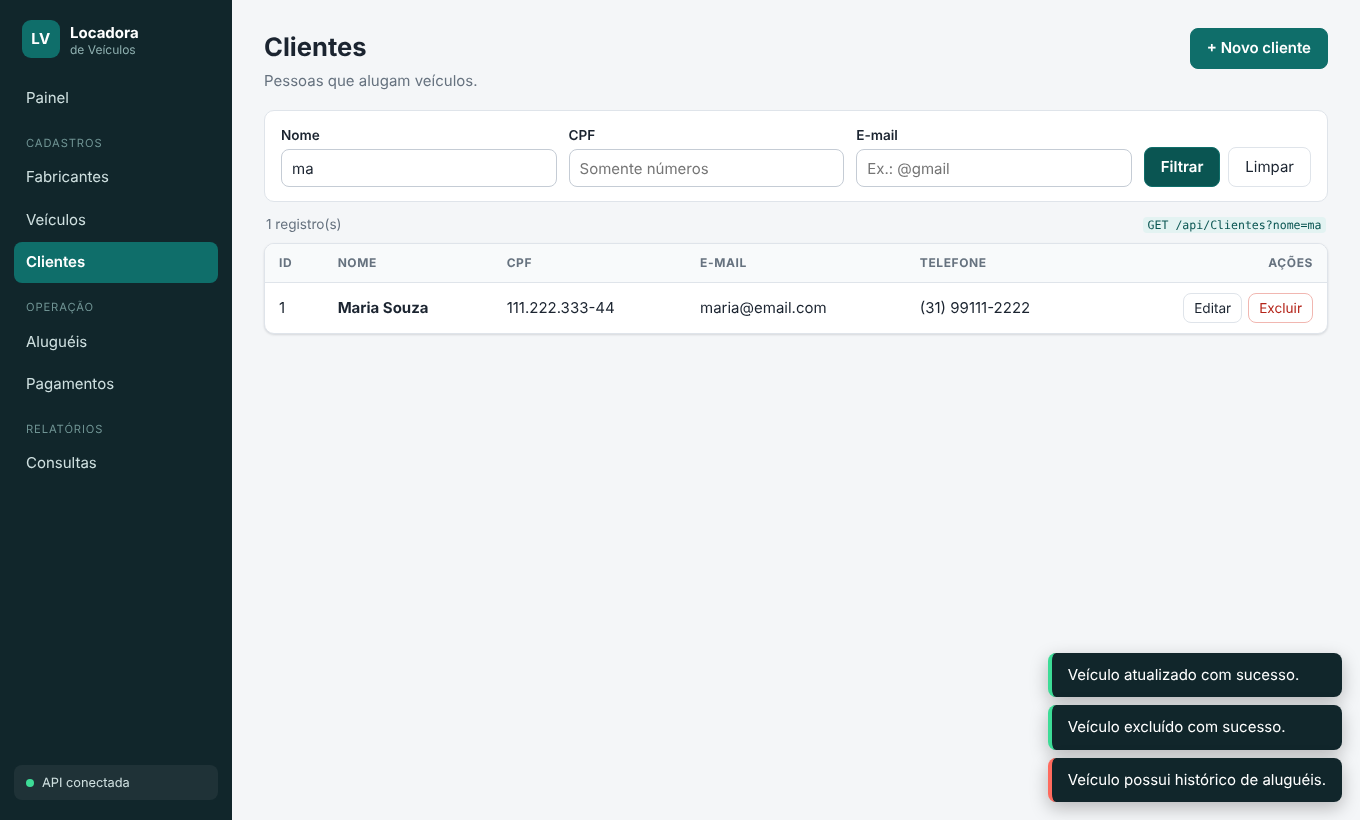 LV
Locadora
de Veículos
Painel
CADASTROS
Fabricantes
Veículos
Clientes
OPERAÇÃO
Aluguéis
Pagamentos
RELATÓRIOS
Consultas
API conectada
Clientes
+ Novo cliente
Pessoas que alugam veículos.
Nome CPF E-mail
ma Somente números Ex.: @gmail Filtrar Limpar
1 registro(s) GET /api/Clientes?nome=ma
ID NOME CPF E-MAIL TELEFONE AÇÕES
1 Maria Souza 111.222.333-44 maria@email.com (31) 99111-2222 Editar Excluir
Veículo atualizado com sucesso.
Veículo excluído com sucesso.
Veículo possui histórico de aluguéis.